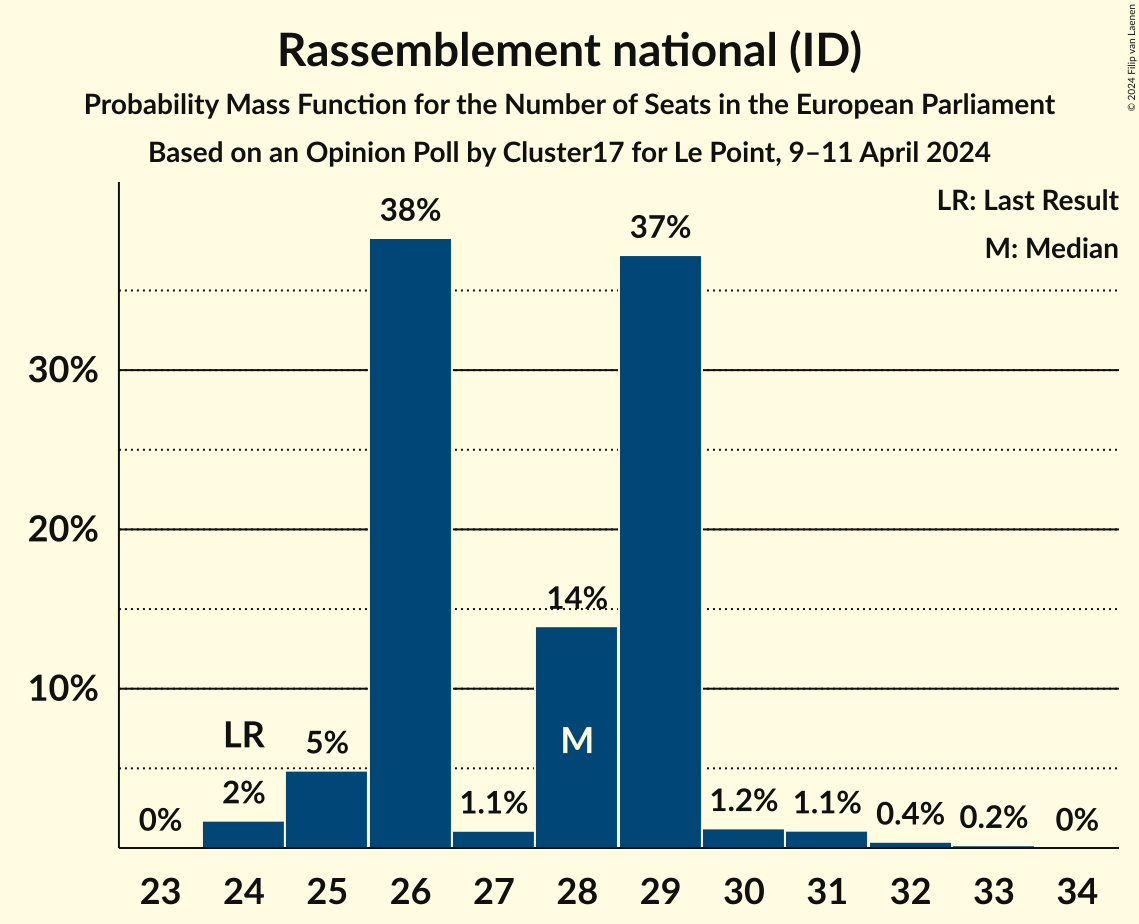 Rassemblement national (ID)
Probability Mass Function for the Number of Seats in the European Parliament
Based on an Opinion Poll by Cluster17 for Le Point, 9–11 April 2024
© 2024 Filip van Laenen
LR: Last Result
M: Median
38%
37%
30%
20%
14%
10%
M
LR
5%
2%
0%
1.1%
1.2%
1.1%
0.4%
0.2%
0%
23 24 25 26 27 28 29 30 31 32 33 34